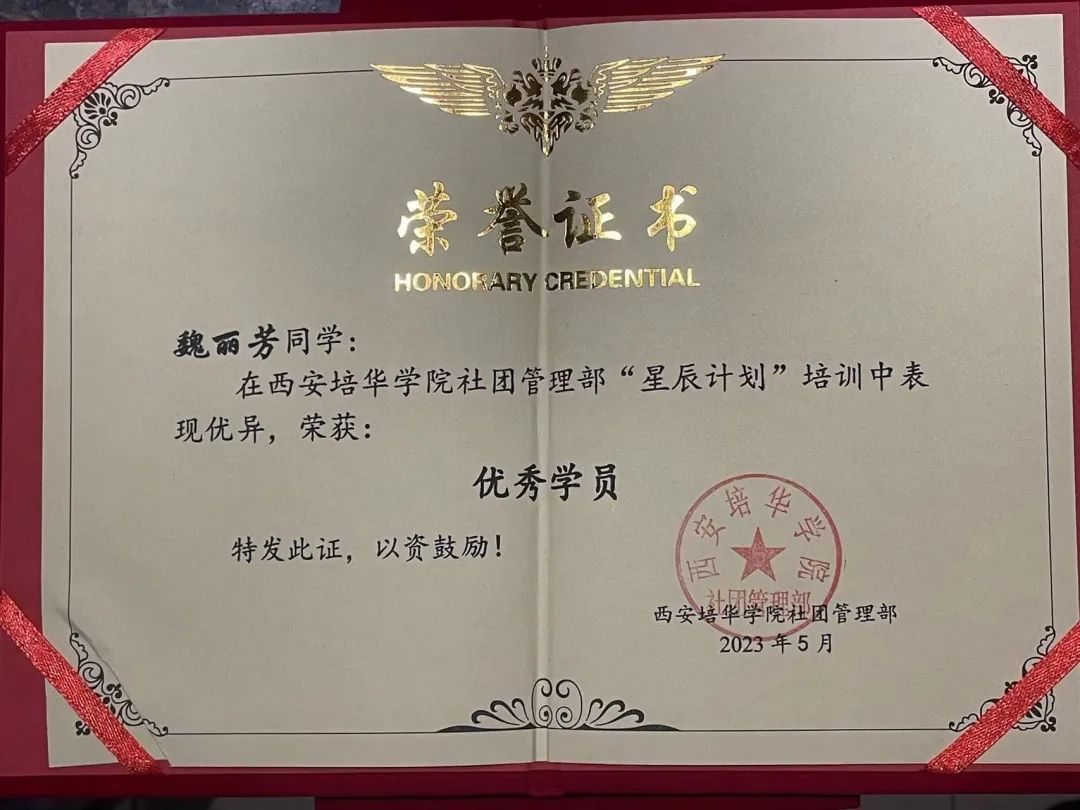 荣誉证书
HONORARY CREDENTIAL
魏丽芳同学：
在西安培华学院社团管理部“星辰计划”培训中表
现优异，荣获：
优秀学员
特发此证，以资鼓励！
西安培华学院
社团管理部
西安培华学院社团管理部
2023年5月